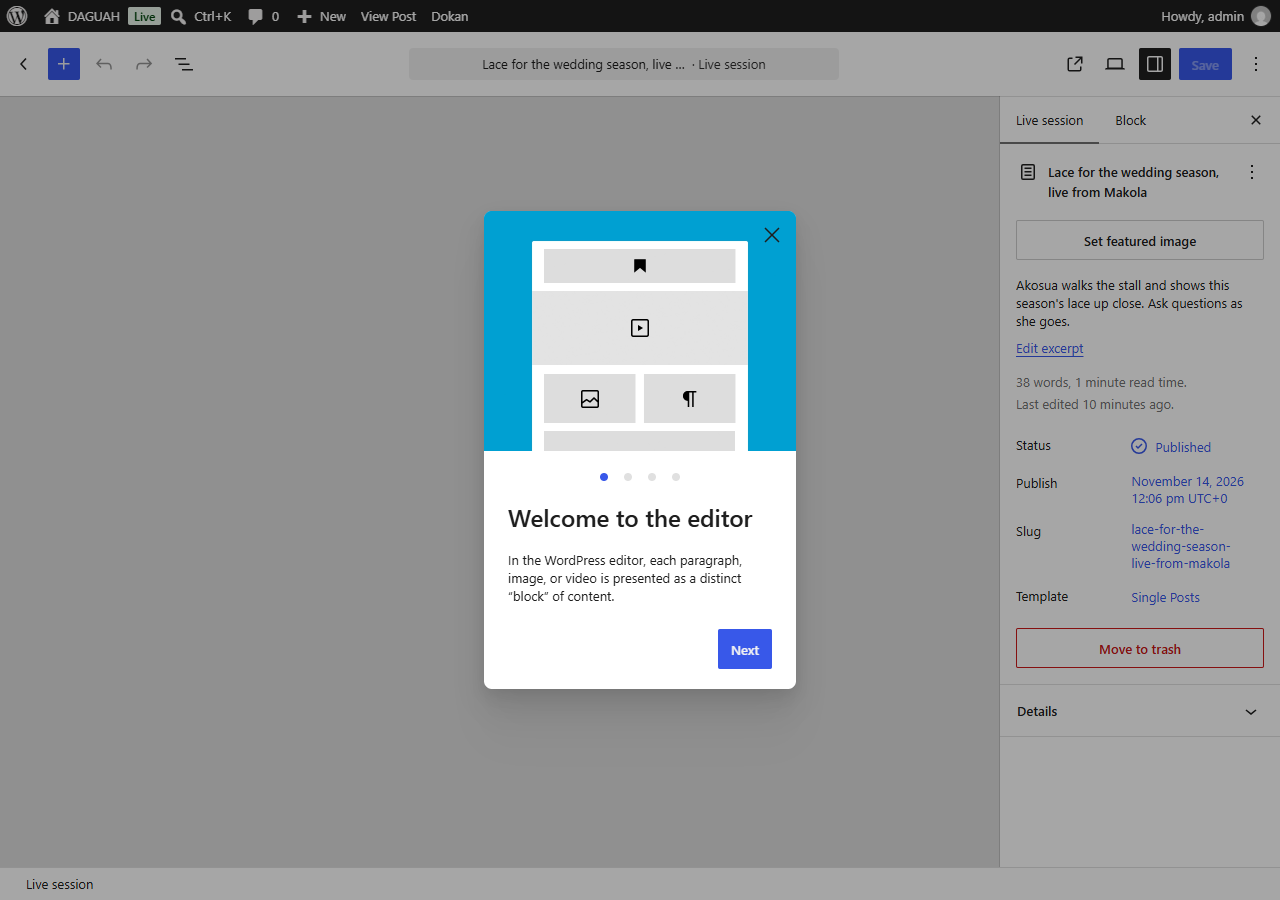 DAGUAH Live Ctrl+K 0 New View Post Dokan Howdy, admin
Lace for the wedding season, live ... · Live session
Save
Live session Block
Lace for the wedding season,
live from Makola
Set featured image
Akosua walks the stall and shows this
season's lace up close. Ask questions as
she goes.
Edit excerpt
38 words, 1 minute read time.
Last edited 10 minutes ago.
Status Published
Publish November 14, 2026
12:06 pm UTC+0
Slug lace-for-the-
wedding-season-
live-from-makola
Template Single Posts
Move to trash
Details
Welcome to the editor
In the WordPress editor, each paragraph,
image, or video is presented as a distinct
“block” of content.
Next
Live session